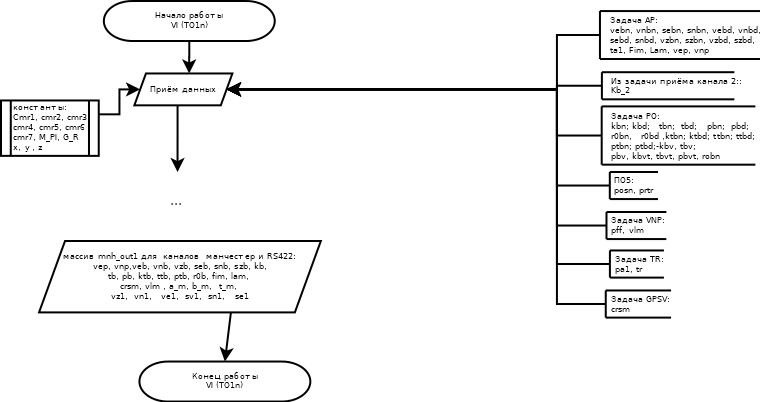 Начало работы
VI (TO1n)
Приём данных
константы:
Cmr1, cmr2, cmr3
cmr4, cmr5, cmr6
cmr7, M_PI, G_R
x, y , z
Задача AP:
vebn, vnbn, sebn, snbn, vebd, vnbd,
sebd, snbd, vzbn, szbn, vzbd, szbd,
ta1, Fim, Lam, vep, vnp
Из задачи приёма канала 2::
Kb_2
Задача PO:
kbn; kbd; tbn; tbd; pbn; pbd;
r0bn, r0bd ,ktbn; ktbd; ttbn; ttbd;
ptbn; ptbd;-kbv, tbv;
pbv, kbvt, tbvt, pbvt, robn
ПО5:
posn, prtr
Задача VNP:
pff, vlm
Задача TR:
pa1, tr
Задача GPSV:
crsm
...
массив mnh_out1 для каналов манчестер и RS422:
vep, vnp,veb, vnb, vzb, seb, snb, szb, kb,
tb, pb, ktb, ttb, ptb, r0b, fim, lam,
crsm, vlm , a_m, b_m, t_m,
vz1, vn1, ve1, sv1, sn1, se1
Конец работы
VI (TO1n)